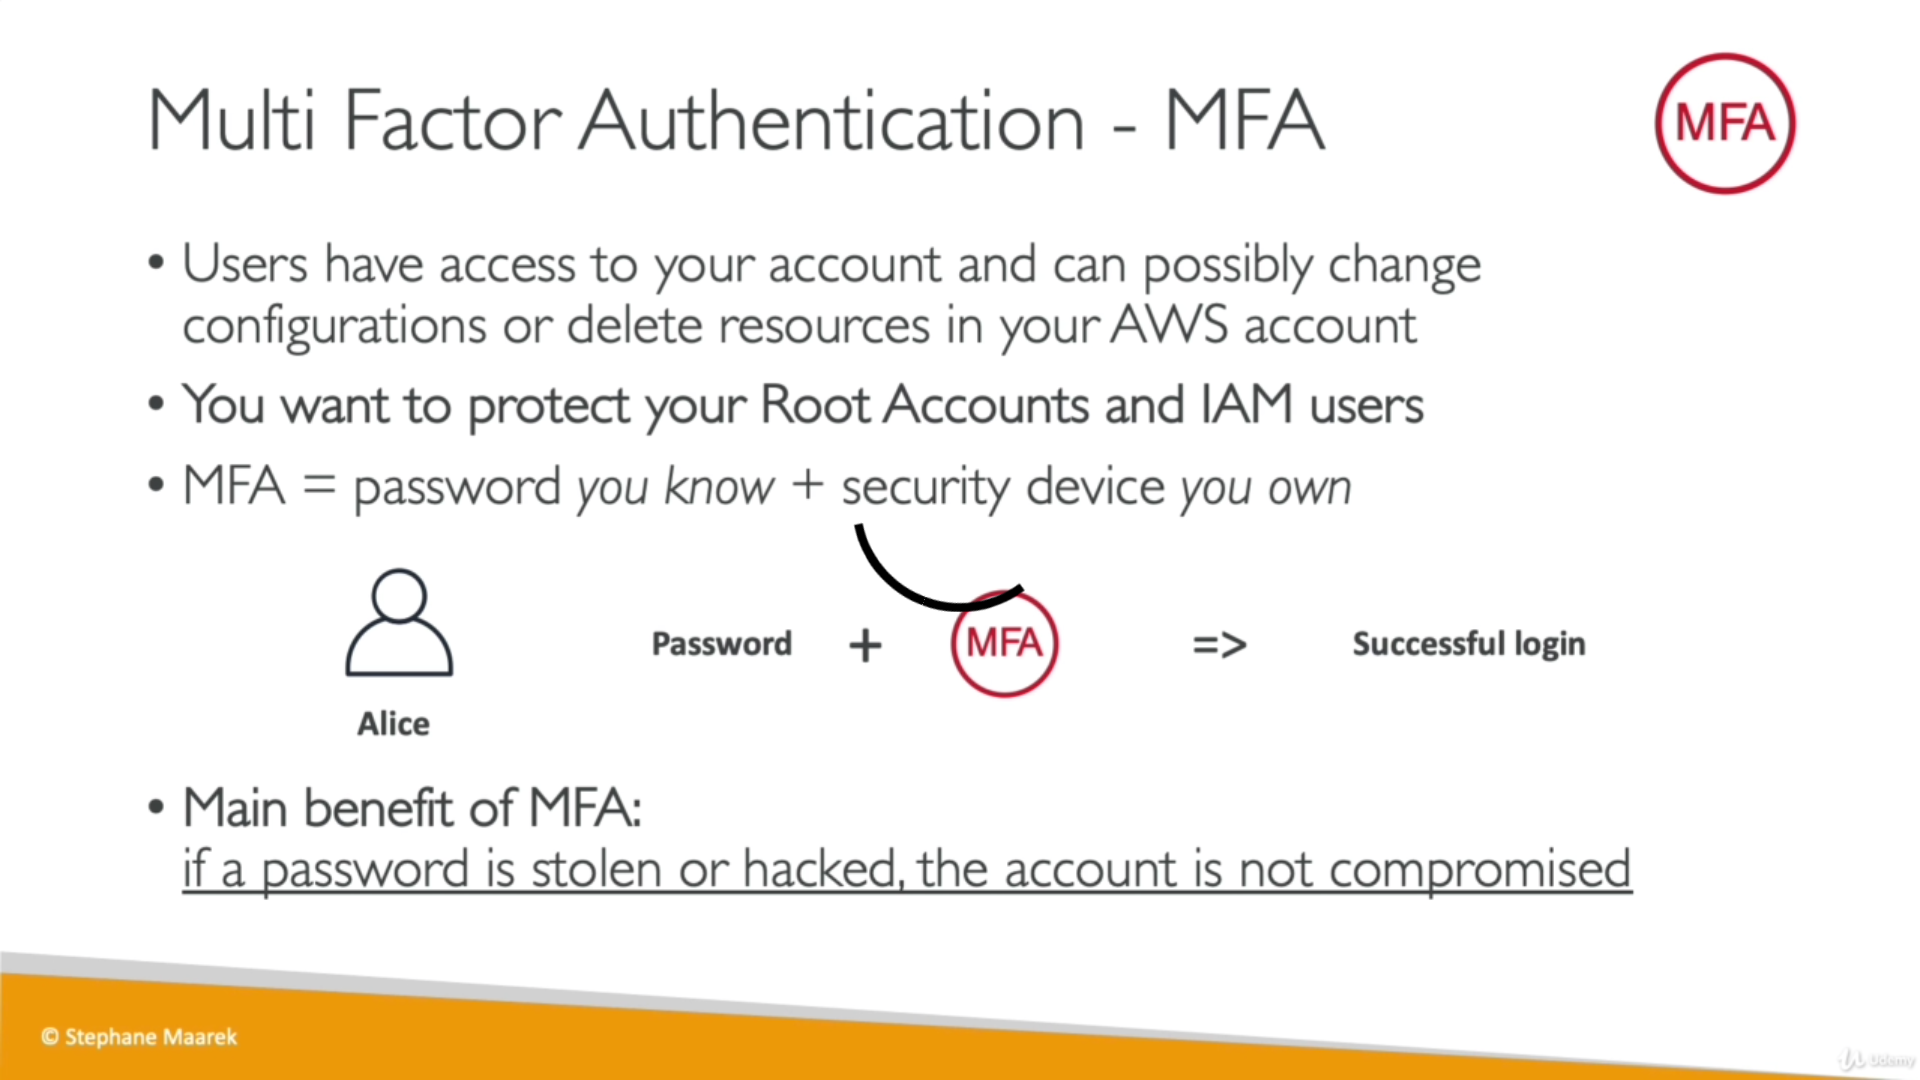 Multi Factor Authentication - MFA
MFA
• Users have access to your account and can possibly change
configurations or delete resources in your AWS account
• You want to protect your Root Accounts and IAM users
• MFA = password you know + security device you own
Password + MFA => Successful login
Alice
• Main benefit of MFA:
if a password is stolen or hacked, the account is not compromised
© Stephane Maarek
Udemy